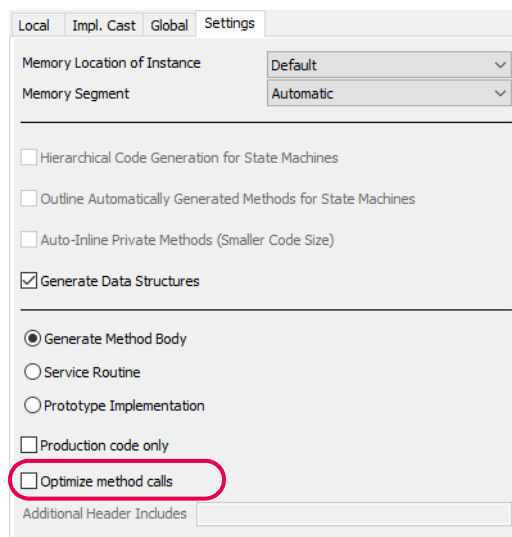 Local Impl. Cast Global Settings
Memory Location of Instance Default
Memory Segment Automatic
Hierarchical Code Generation for State Machines
Outline Automatically Generated Methods for State Machines
Auto-Inline Private Methods (Smaller Code Size)
Generate Data Structures
Generate Method Body
Service Routine
Prototype Implementation
Production code only
Optimize method calls
Additional Header Includes